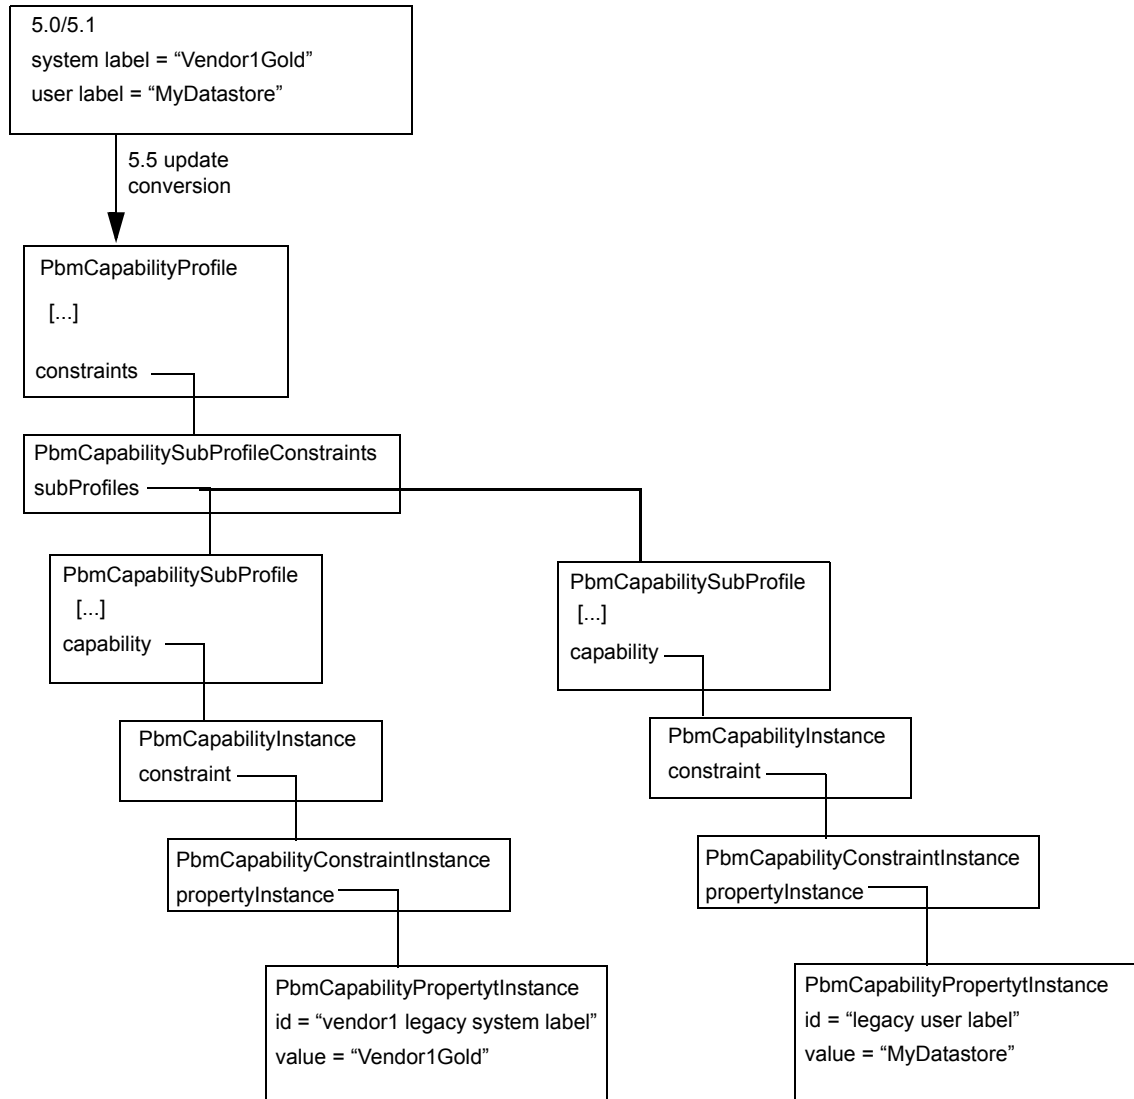 5.0/5.1
system label = “Vendor1Gold”
user label = “MyDatastore”
5.5 update
conversion
PbmCapabilityProfile
[...]
constraints
PbmCapabilitySubProfileConstraints
subProfiles
PbmCapabilitySubProfile
[...]
capability
PbmCapabilityInstance
constraint
PbmCapabilityConstraintInstance
propertyInstance
PbmCapabilityPropertytInstance
id = “vendor1 legacy system label”
value = “Vendor1Gold”
PbmCapabilitySubProfile
[...]
capability
PbmCapabilityInstance
constraint
PbmCapabilityConstraintInstance
propertyInstance
PbmCapabilityPropertytInstance
id = “legacy user label”
value = “MyDatastore”